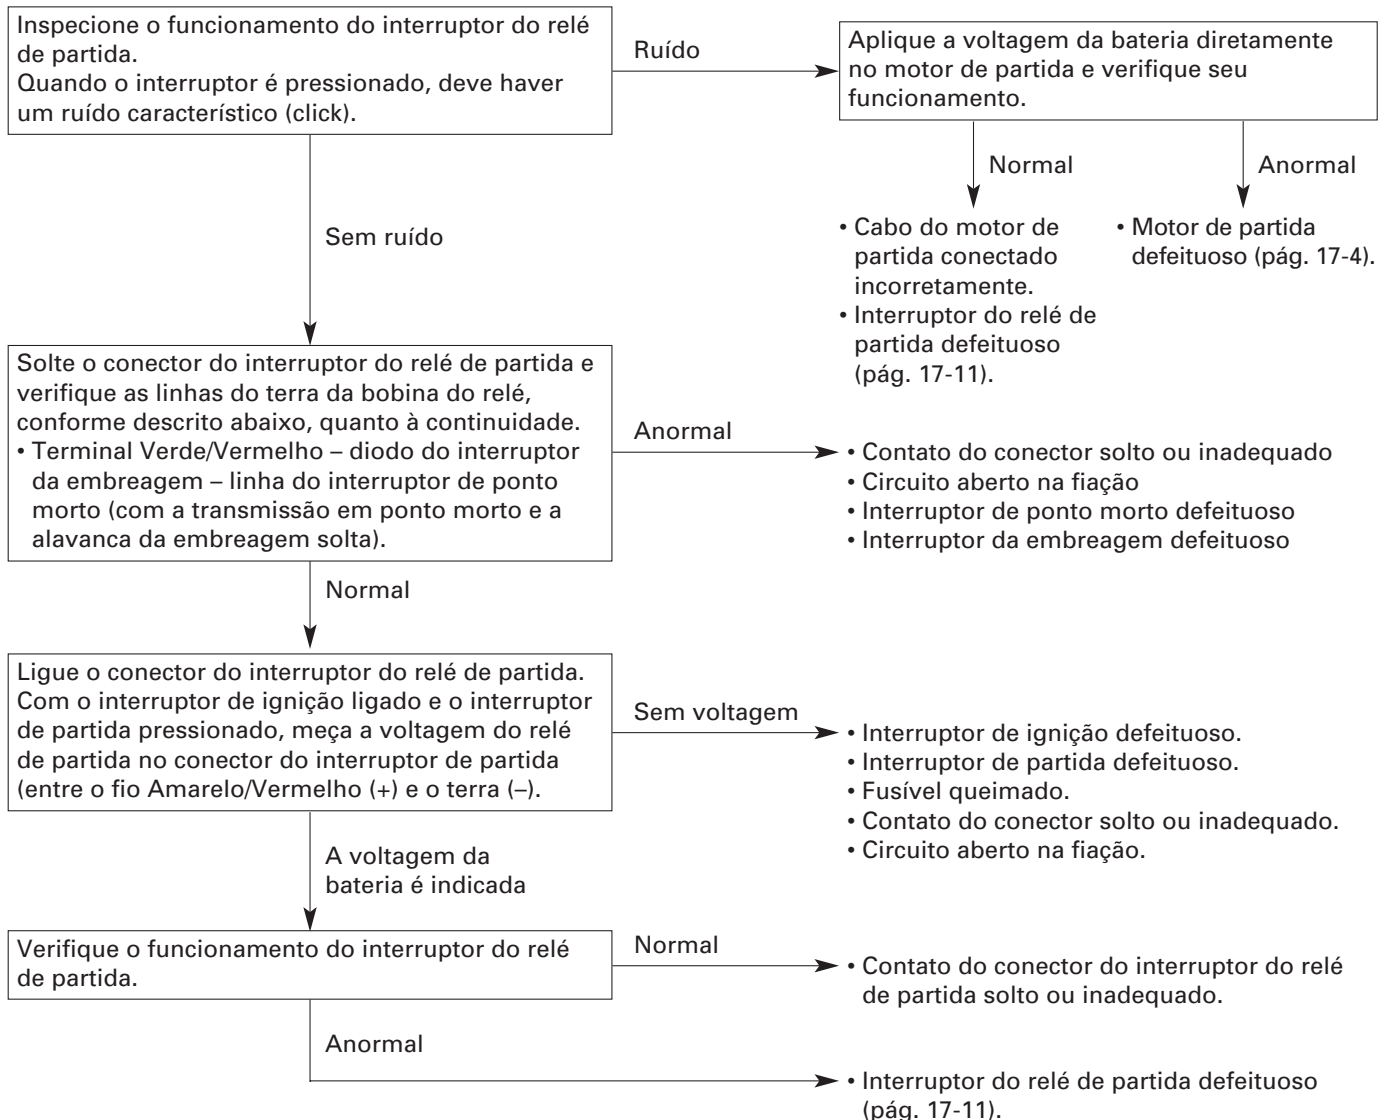 Inspecione o funcionamento do interruptor do relé
de partida.
Quando o interruptor é pressionado, deve haver
um ruído característico (click).
Ruído
Aplique a voltagem da bateria diretamente
no motor de partida e verifique seu
funcionamento.
Normal
Anormal
• Cabo do motor de
partida conectado
incorretamente.
• Interruptor do relé de
partida defeituoso
(pág. 17-11).
• Motor de partida
defeituoso (pág. 17-4).
Sem ruído
Solte o conector do interruptor do relé de partida e
verifique as linhas do terra da bobina do relé,
conforme descrito abaixo, quanto à continuidade.
• Terminal Verde/Vermelho – diodo do interruptor
da embreagem – linha do interruptor de ponto
morto (com a transmissão em ponto morto e a
alavanca da embreagem solta).
Anormal
• Contato do conector solto ou inadequado
• Circuito aberto na fiação
• Interruptor de ponto morto defeituoso
• Interruptor da embreagem defeituoso
Normal
Ligue o conector do interruptor do relé de partida.
Com o interruptor de ignição ligado e o interruptor
de partida pressionado, meça a voltagem do relé
de partida no conector do interruptor de partida
(entre o fio Amarelo/Vermelho (+) e o terra (–).
Sem voltagem
• Interruptor de ignição defeituoso.
• Interruptor de partida defeituoso.
• Fusível queimado.
• Contato do conector solto ou inadequado.
• Circuito aberto na fiação.
A voltagem da
bateria é indicada
Verifique o funcionamento do interruptor do relé
de partida.
Normal
• Contato do conector do interruptor do relé
de partida solto ou inadequado.
Anormal
• Interruptor do relé de partida defeituoso
(pág. 17-11).